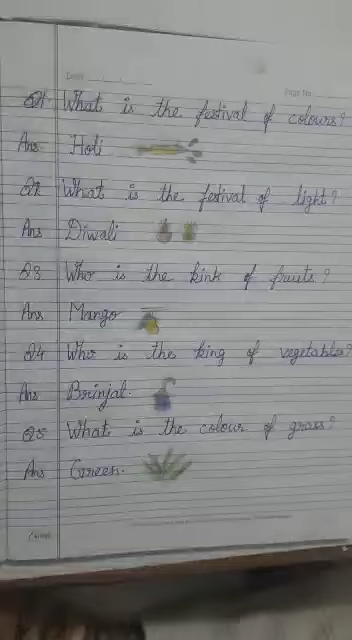 Date
Page No.
Q1 What is the festival of colours?
Ans Holi
Q2 What is the festival of light?
Ans Diwali
Q3 Who is the kink of fruits?
Ans Mango
Q4 Who is the king of vegetables?
Ans Brinjal.
Q5 What is the colour of grass?
Ans Green.